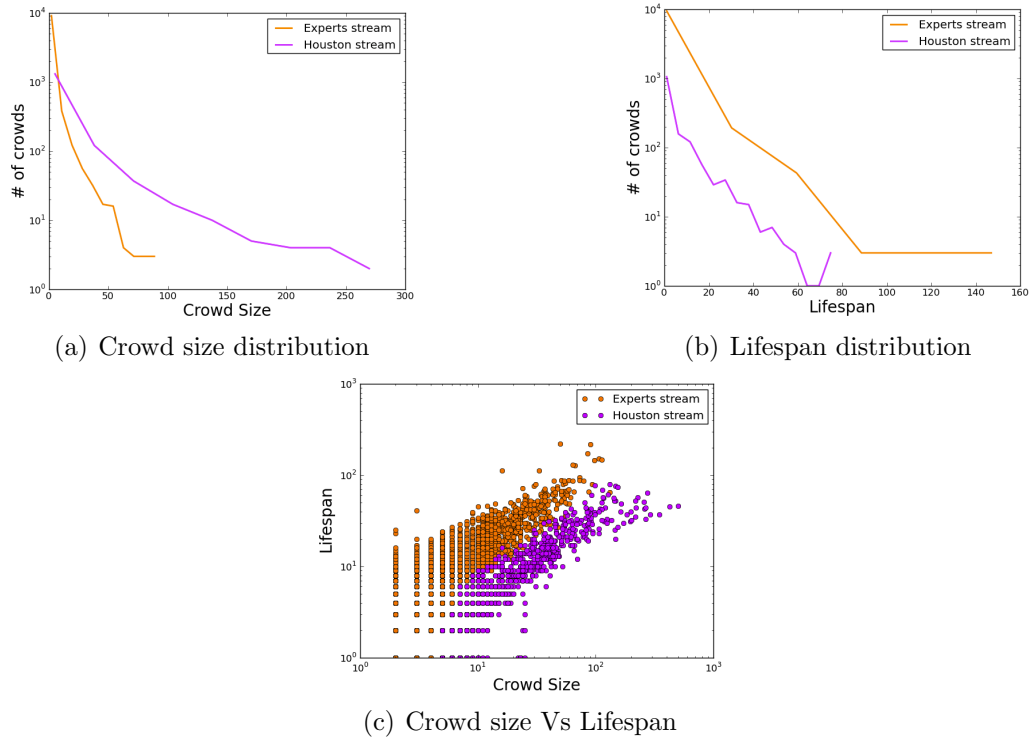 10^4
10^3
10^2
10^1
10^0
# of crowds
Experts stream
Houston stream
0 50 100 150 200 250 300
Crowd Size
(a) Crowd size distribution
10^4
10^3
10^2
10^1
10^0
# of crowds
Experts stream
Houston stream
0 20 40 60 80 100 120 140 160
Lifespan
(b) Lifespan distribution
10^3
10^2
10^1
10^0
Lifespan
Experts stream
Houston stream
10^0 10^1 10^2 10^3
Crowd Size
(c) Crowd size Vs Lifespan